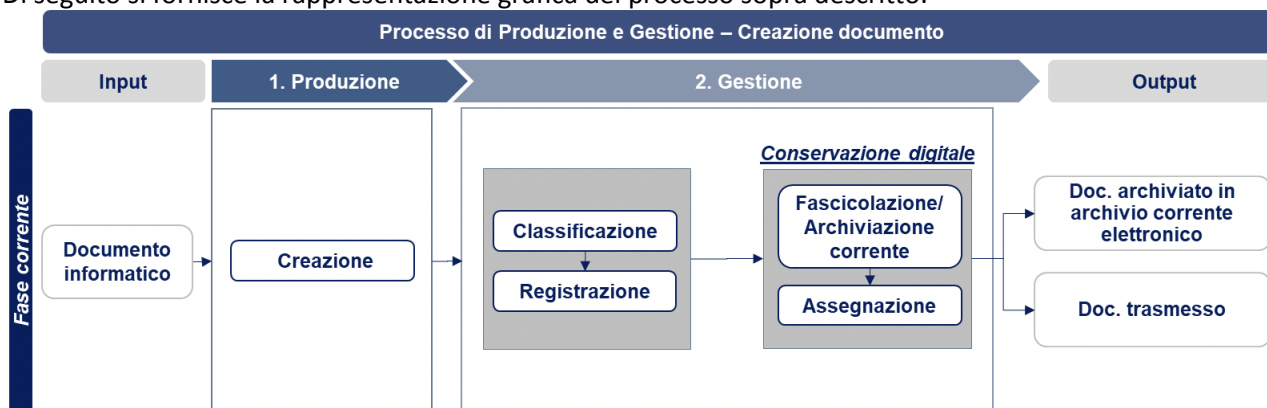 Di seguito si fornisce la rappresentazione grafica del processo sopra descritto.
Processo di Produzione e Gestione – Creazione documento
Input
1. Produzione
2. Gestione
Output
Fase corrente
Documento
informatico
Creazione
Classificazione
Registrazione
Conservazione digitale
Fascicolazione/
Archiviazione
corrente
Assegnazione
Doc. archiviato in
archivio corrente
elettronico
Doc. trasmesso